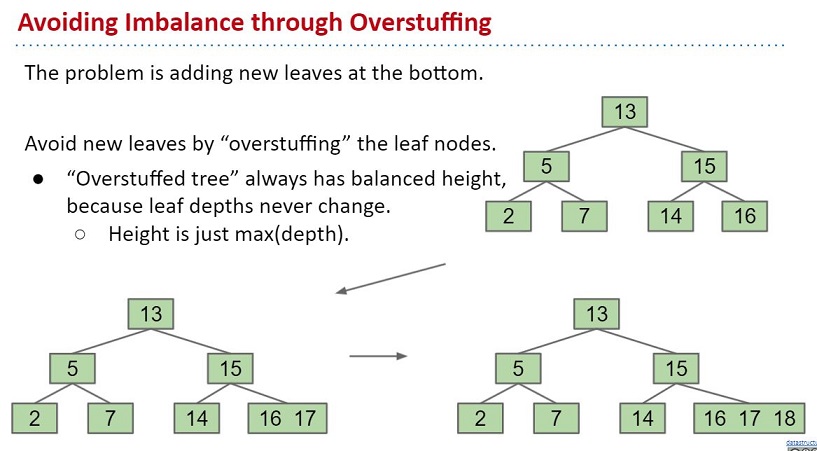 Avoiding Imbalance through Overstuffing
The problem is adding new leaves at the bottom.
Avoid new leaves by “overstuffing” the leaf nodes.
● “Overstuffed tree” always has balanced height,
because leaf depths never change.
○ Height is just max(depth).
13
5 15
2 7 14 16
13
5 15
2 7 14 16 17
13
5 15
2 7 14 16 17 18